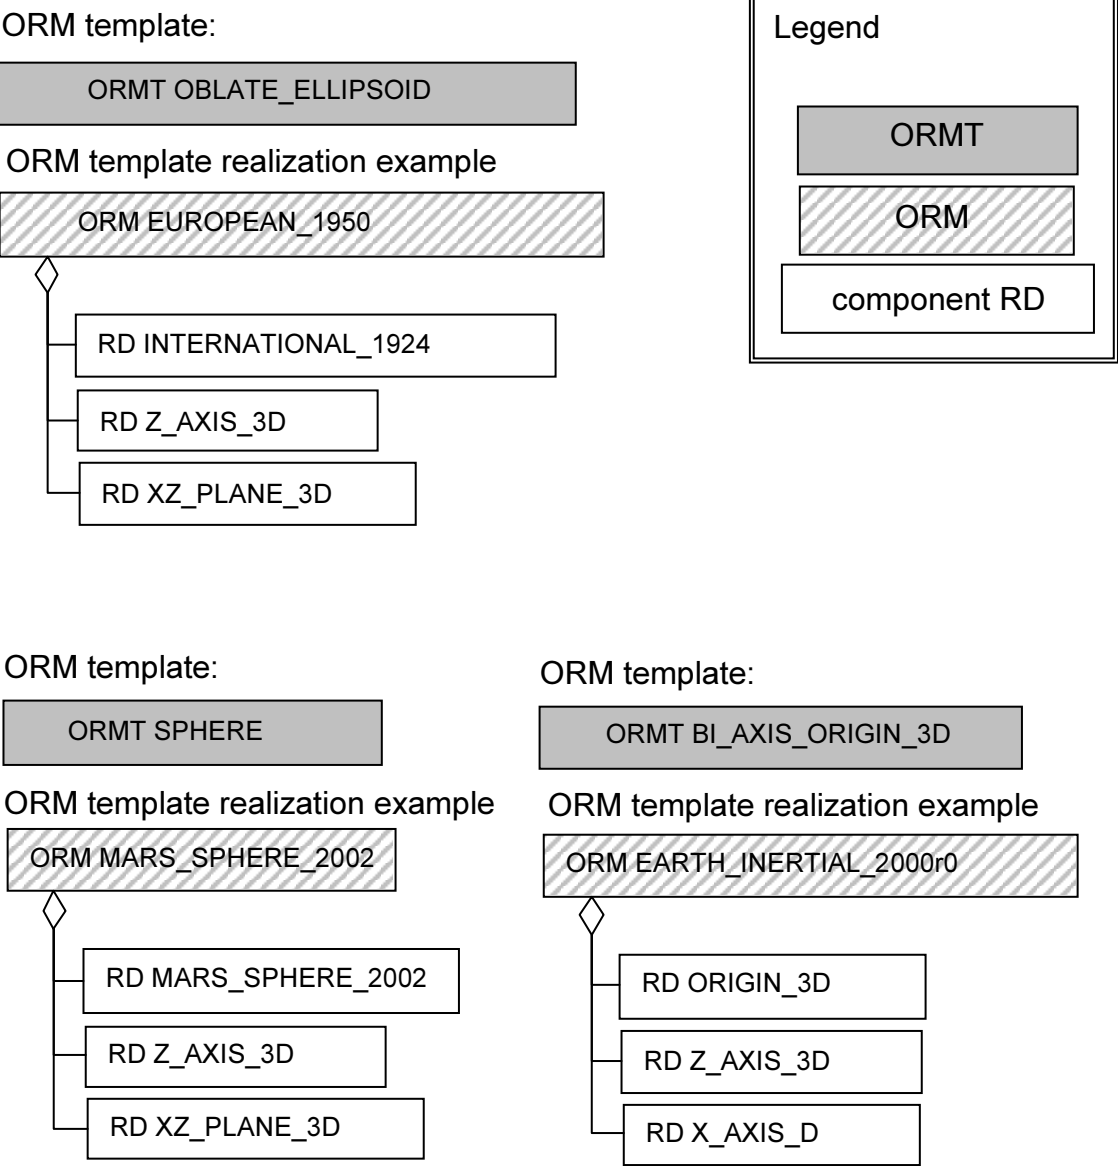 ORM template:
ORMT OBLATE_ELLIPSOID
ORM template realization example
ORM EUROPEAN_1950
RD INTERNATIONAL_1924
RD Z_AXIS_3D
RD XZ_PLANE_3D
Legend
ORMT
ORM
component RD
ORM template:
ORMT SPHERE
ORM template realization example
ORM MARS_SPHERE_2002
RD MARS_SPHERE_2002
RD Z_AXIS_3D
RD XZ_PLANE_3D
ORM template:
ORMT BI_AXIS_ORIGIN_3D
ORM template realization example
ORM EARTH_INERTIAL_2000r0
RD ORIGIN_3D
RD Z_AXIS_3D
RD X_AXIS_D